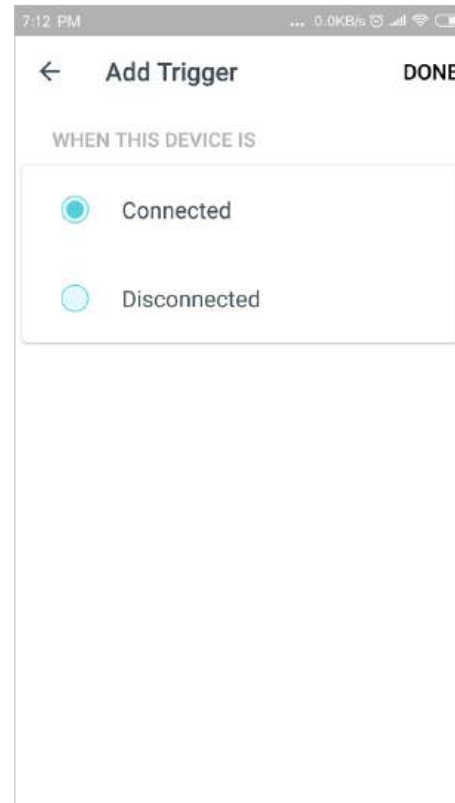 7:12 PM ... 0.0KB/s
Add Trigger DONE
WHEN THIS DEVICE IS
Connected
Disconnected